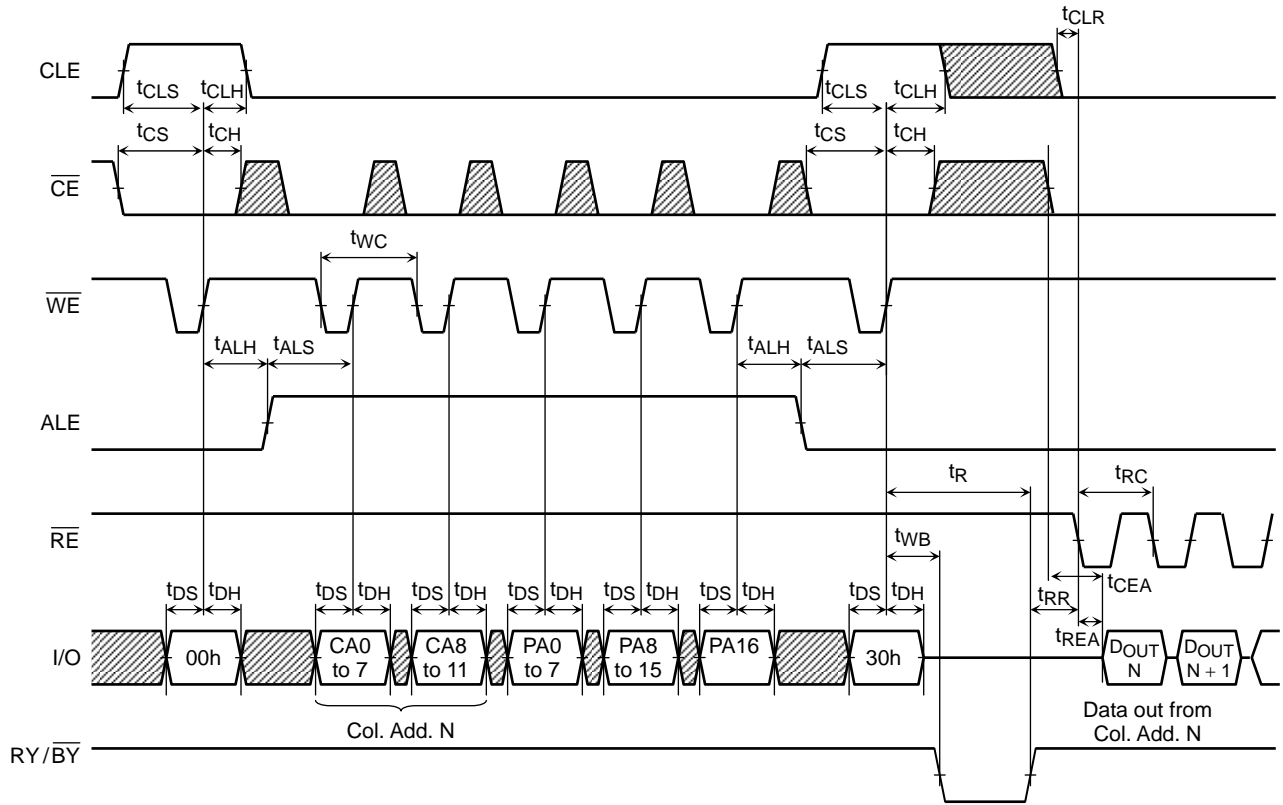 tCLR
CLE
tCLS tCLH tCLS tCLH
tCS tCH tCS tCH
CE
tWC
WE
tALH tALS tALH tALS
ALE
tR tRC
RE
tWB
tCEA
tDS tDH tDS tDH tDS tDH tDS tDH tDS tDH tDS tDH tDS tDH tRR
tREA
I/O 00h CA0 to 7 CA8 to 11 PA0 to 7 PA8 to 15 PA16 30h DOUT N DOUT N + 1
Col. Add. N
Data out from
Col. Add. N
RY/BY